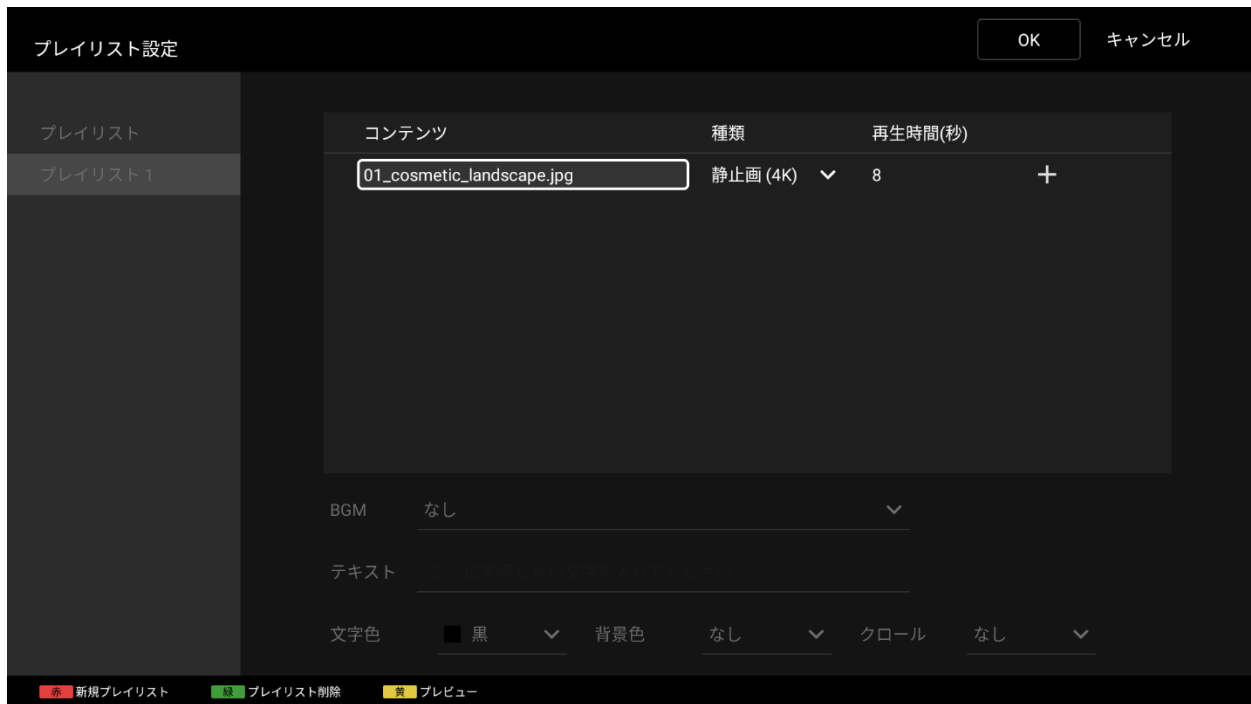 プレイリスト設定
OK
キャンセル
プレイリスト
プレイリスト 1
コンテンツ 種類 再生時間(秒)
01_cosmetic_landscape.jpg 静止画 (4K) 8 +
BGM なし
テキスト
文字色 黒 背景色 なし クロール なし
赤 新規プレイリスト 緑 プレイリスト削除 黄 プレビュー